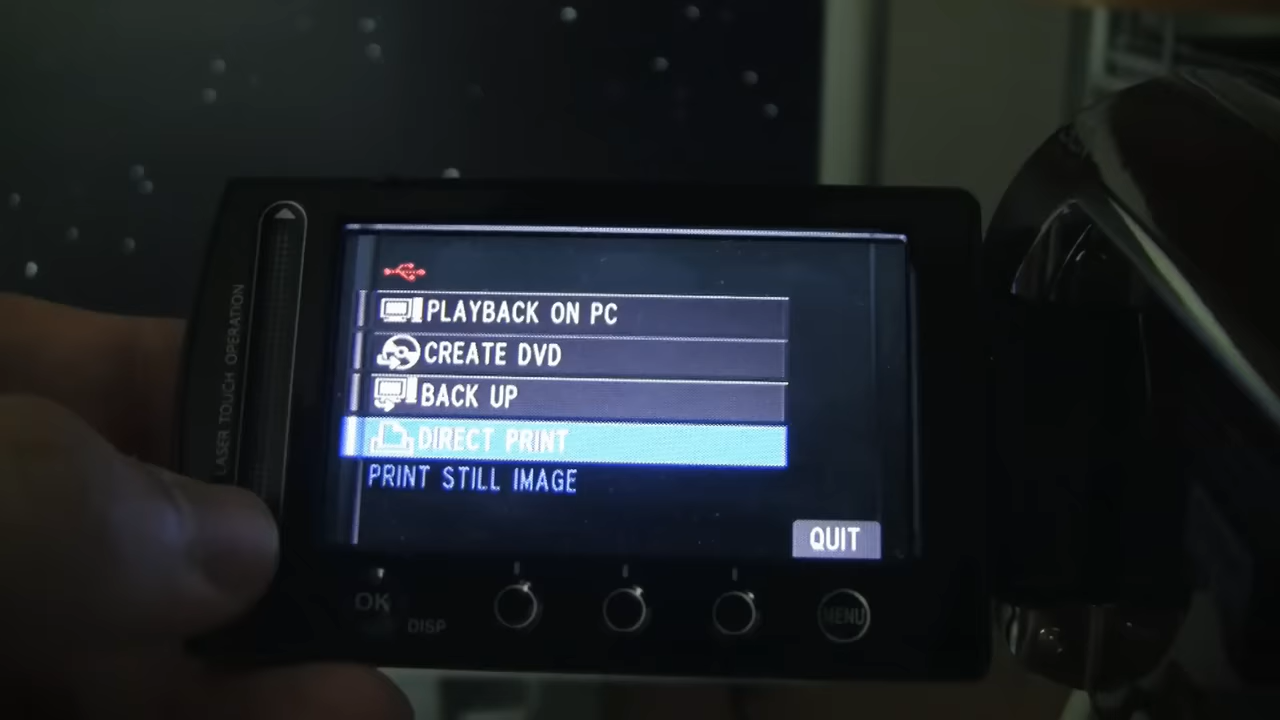 PLAYBACK ON PC
CREATE DVD
BACK UP
DIRECT PRINT
PRINT STILL IMAGE
QUIT
LASER TOUCH OPERATION
OK
DISP
MENU